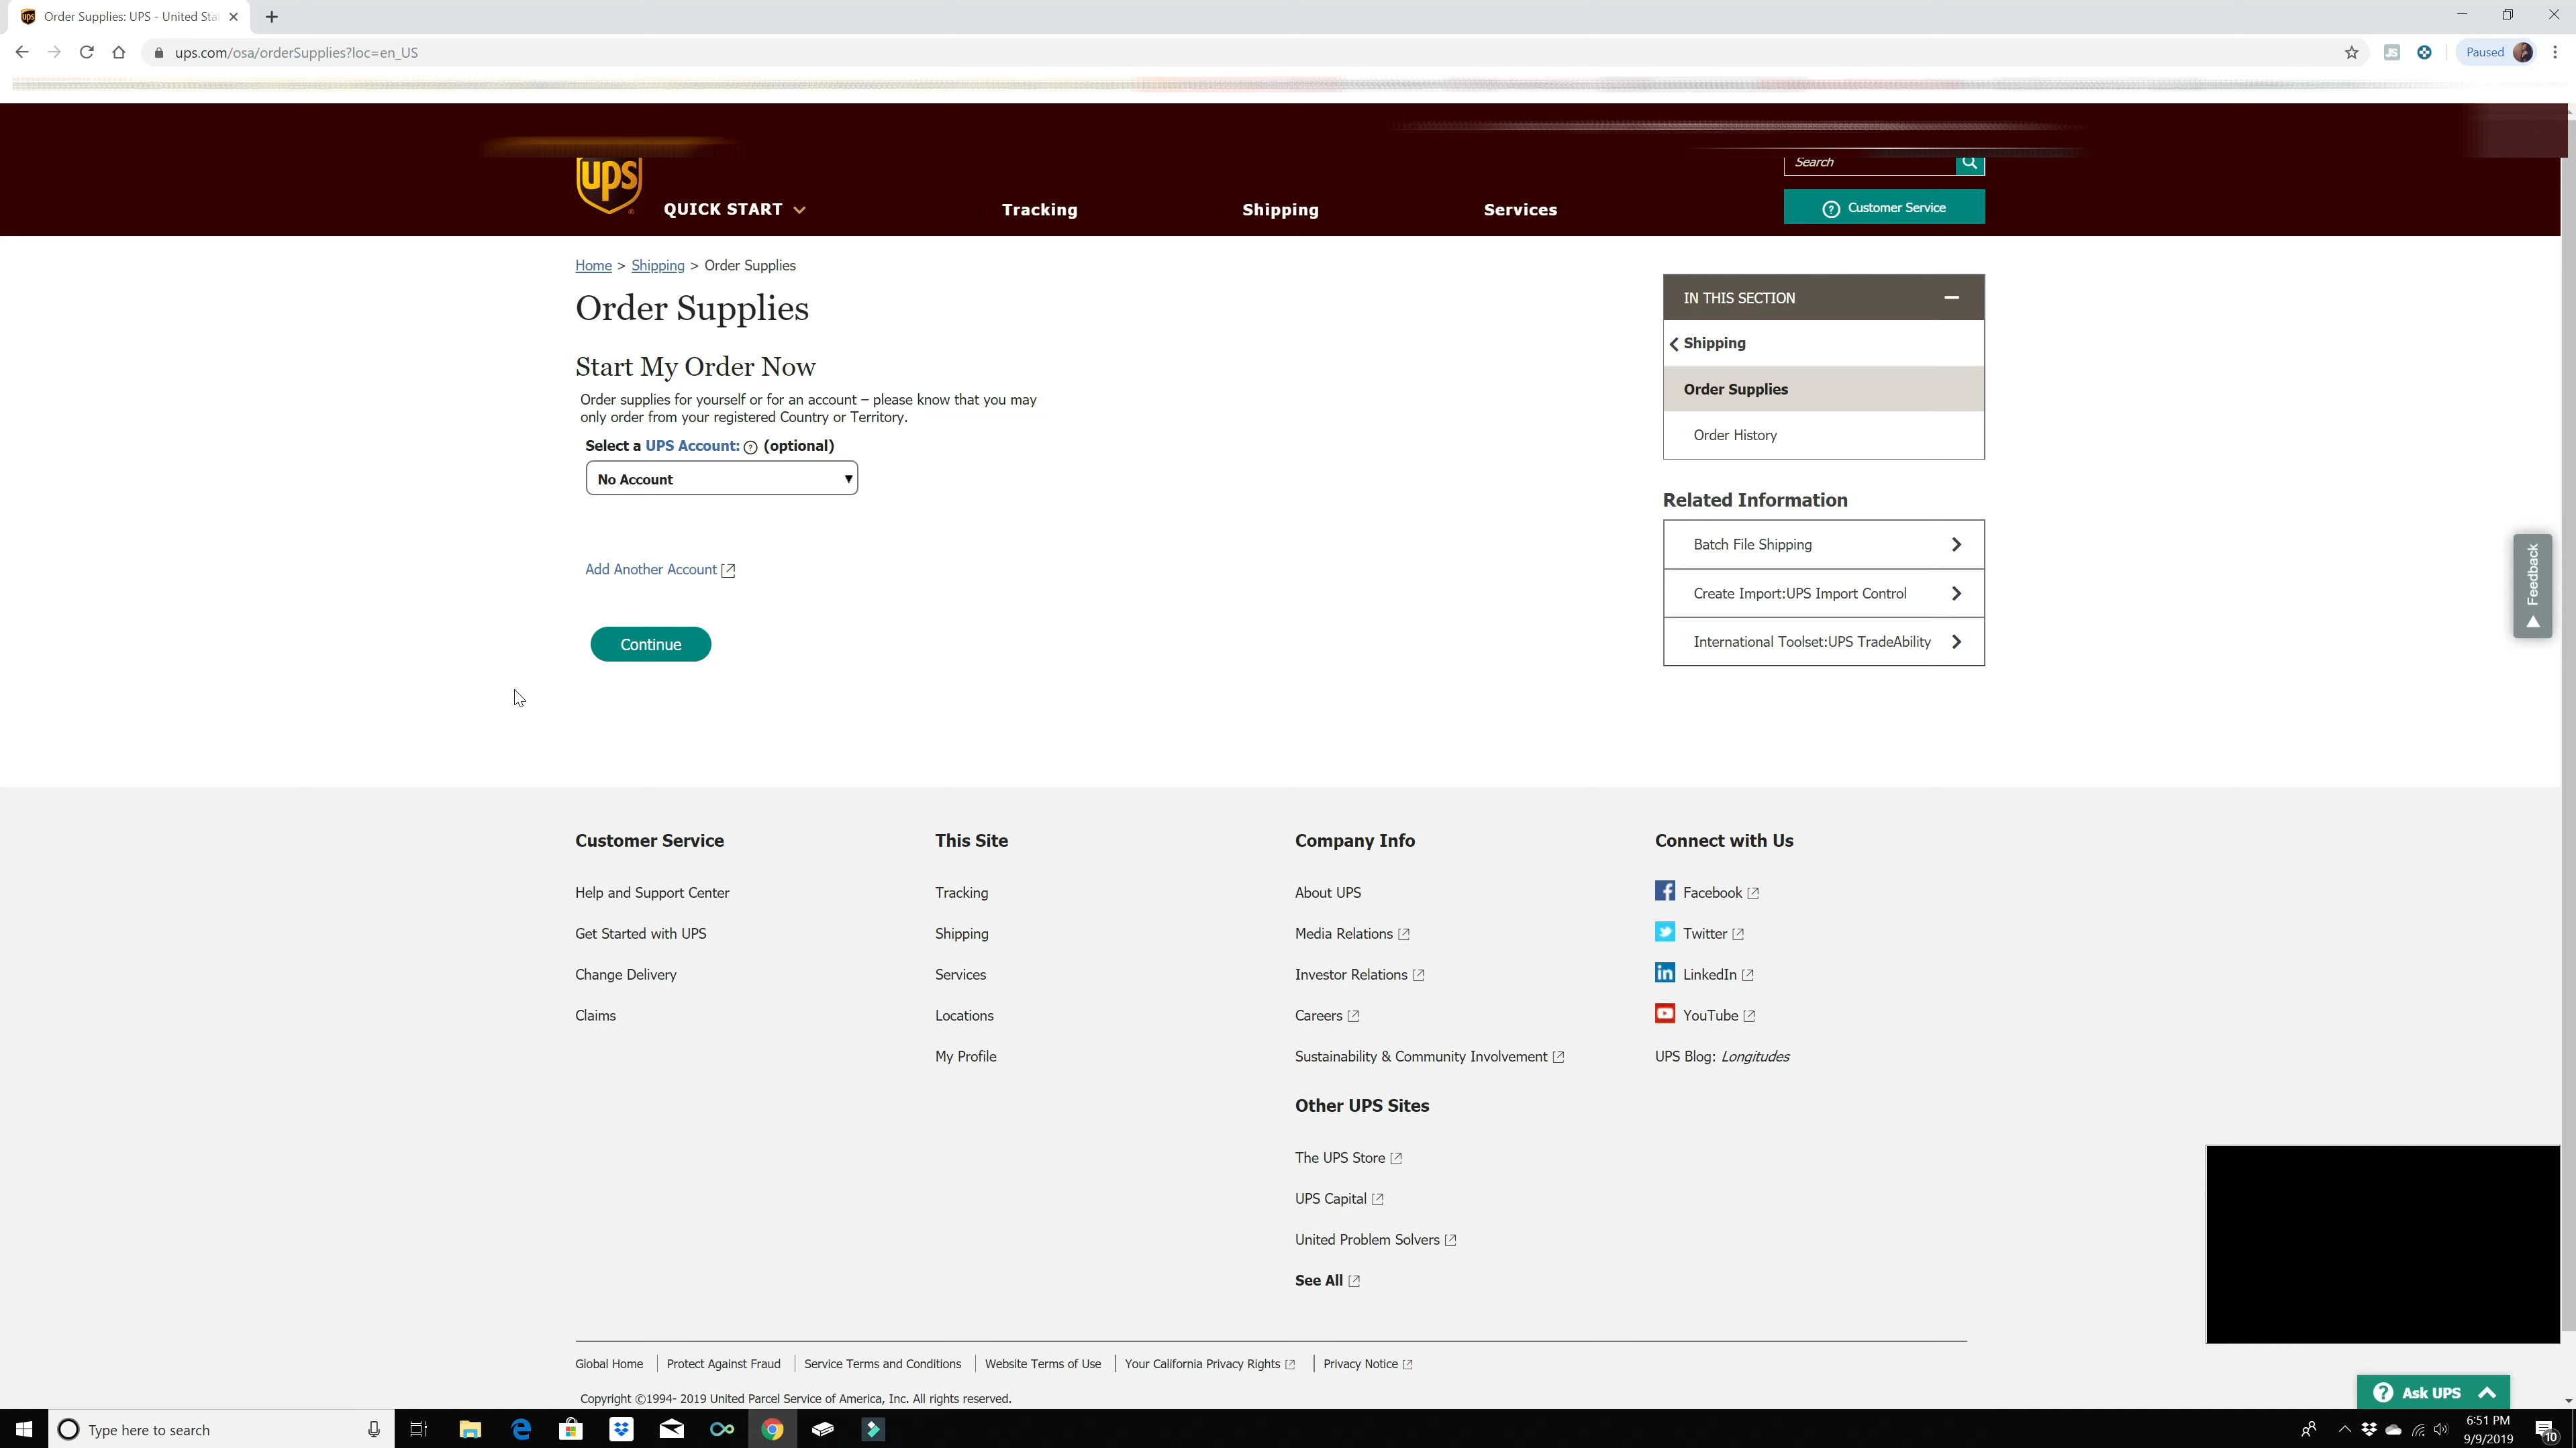 Order Supplies: UPS - United Sta
ups.com/osa/orderSupplies?loc=en_US
JS
Paused
ups
Search
QUICK START
Tracking
Shipping
Services
Customer Service
Home > Shipping > Order Supplies
Order Supplies
Start My Order Now
Order supplies for yourself or for an account – please know that you may
only order from your registered Country or Territory.
Select a UPS Account: (optional)
No Account
Add Another Account
Continue
IN THIS SECTION
Shipping
Order Supplies
Order History
Related Information
Batch File Shipping
Create Import:UPS Import Control
International Toolset:UPS TradeAbility
Feedback
Customer Service
Help and Support Center
Get Started with UPS
Change Delivery
Claims
This Site
Tracking
Shipping
Services
Locations
My Profile
Company Info
About UPS
Media Relations
Investor Relations
Careers
Sustainability & Community Involvement
Other UPS Sites
The UPS Store
UPS Capital
United Problem Solvers
See All
Connect with Us
Facebook
Twitter
LinkedIn
YouTube
UPS Blog: Longitudes
Global Home | Protect Against Fraud | Service Terms and Conditions | Website Terms of Use | Your California Privacy Rights | Privacy Notice
Copyright ©1994- 2019 United Parcel Service of America, Inc. All rights reserved.
Ask UPS
Type here to search
6:51 PM
9/9/2019
10